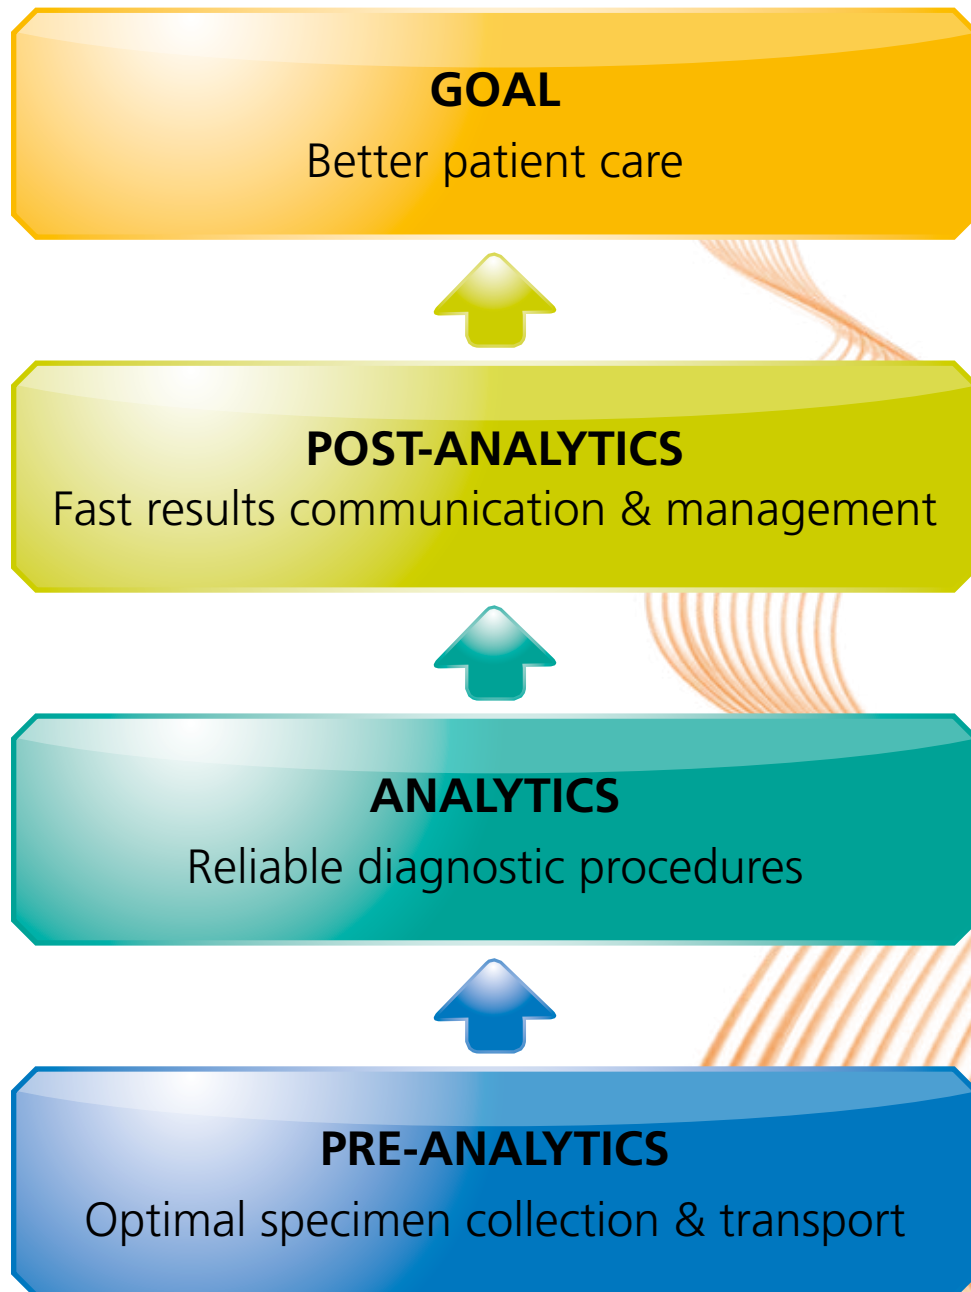 GOAL
Better patient care
POST-ANALYTICS
Fast results communication & management
ANALYTICS
Reliable diagnostic procedures
PRE-ANALYTICS
Optimal specimen collection & transport